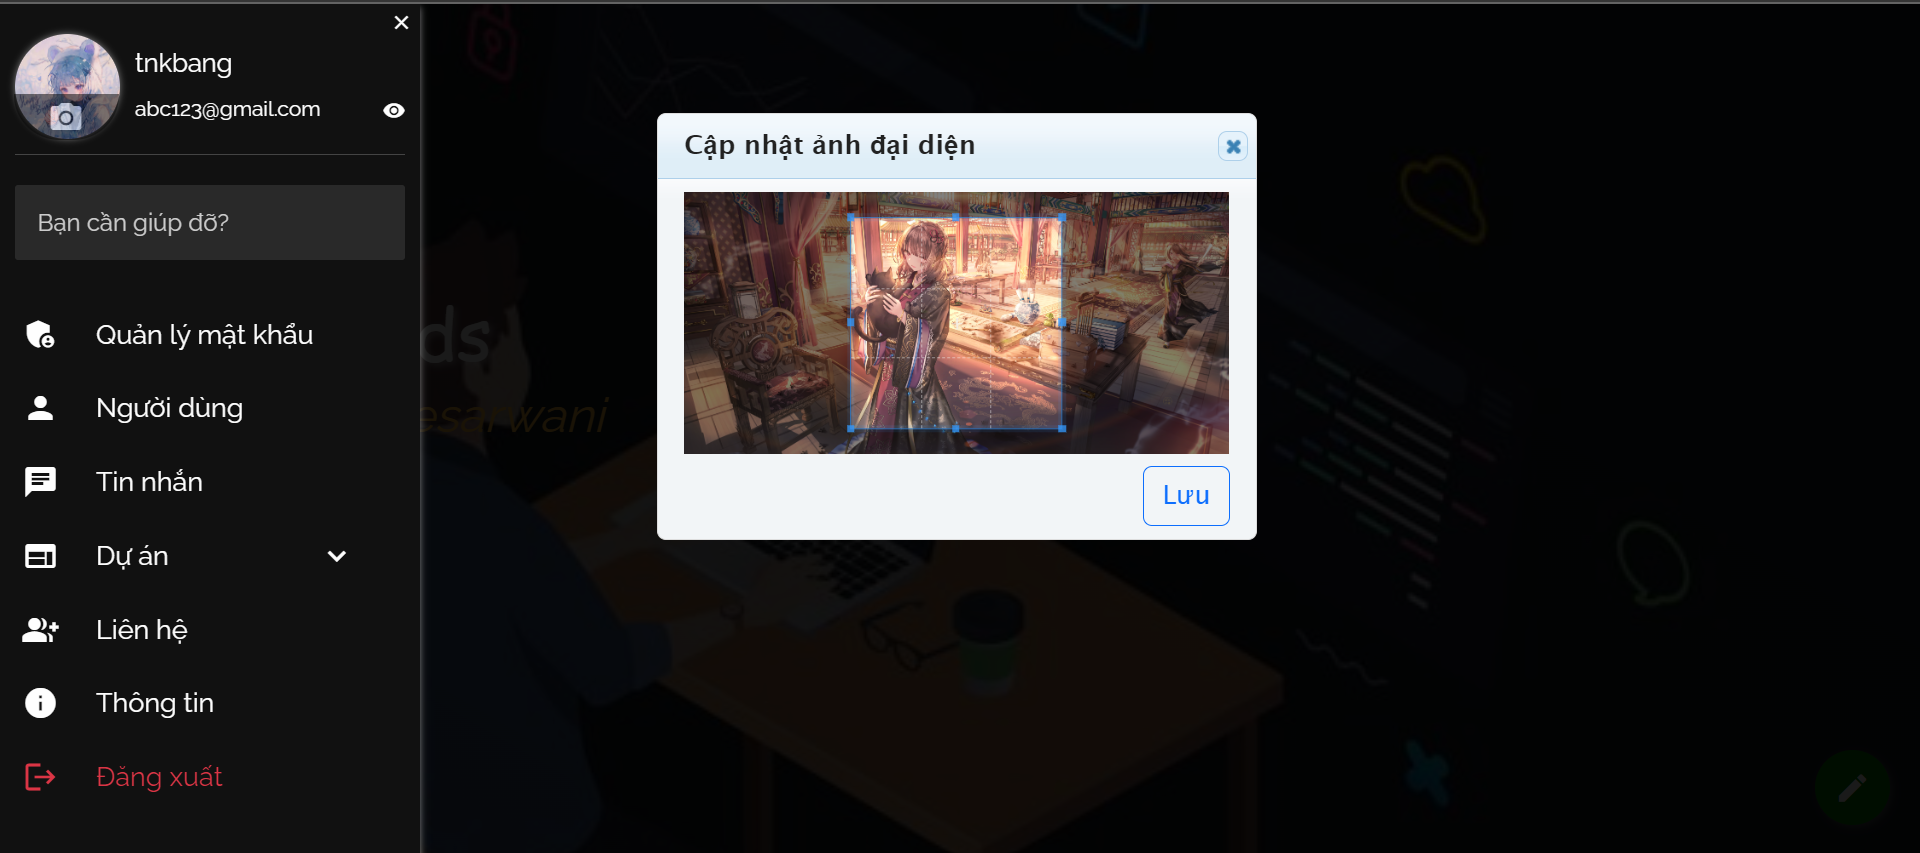 tnkbang
abc123@gmail.com
Bạn cần giúp đỡ?
Quản lý mật khẩu
Người dùng
Tin nhắn
Dự án
Liên hệ
Thông tin
Đăng xuất
ds
esarwani
Cập nhật ảnh đại diện
Lưu